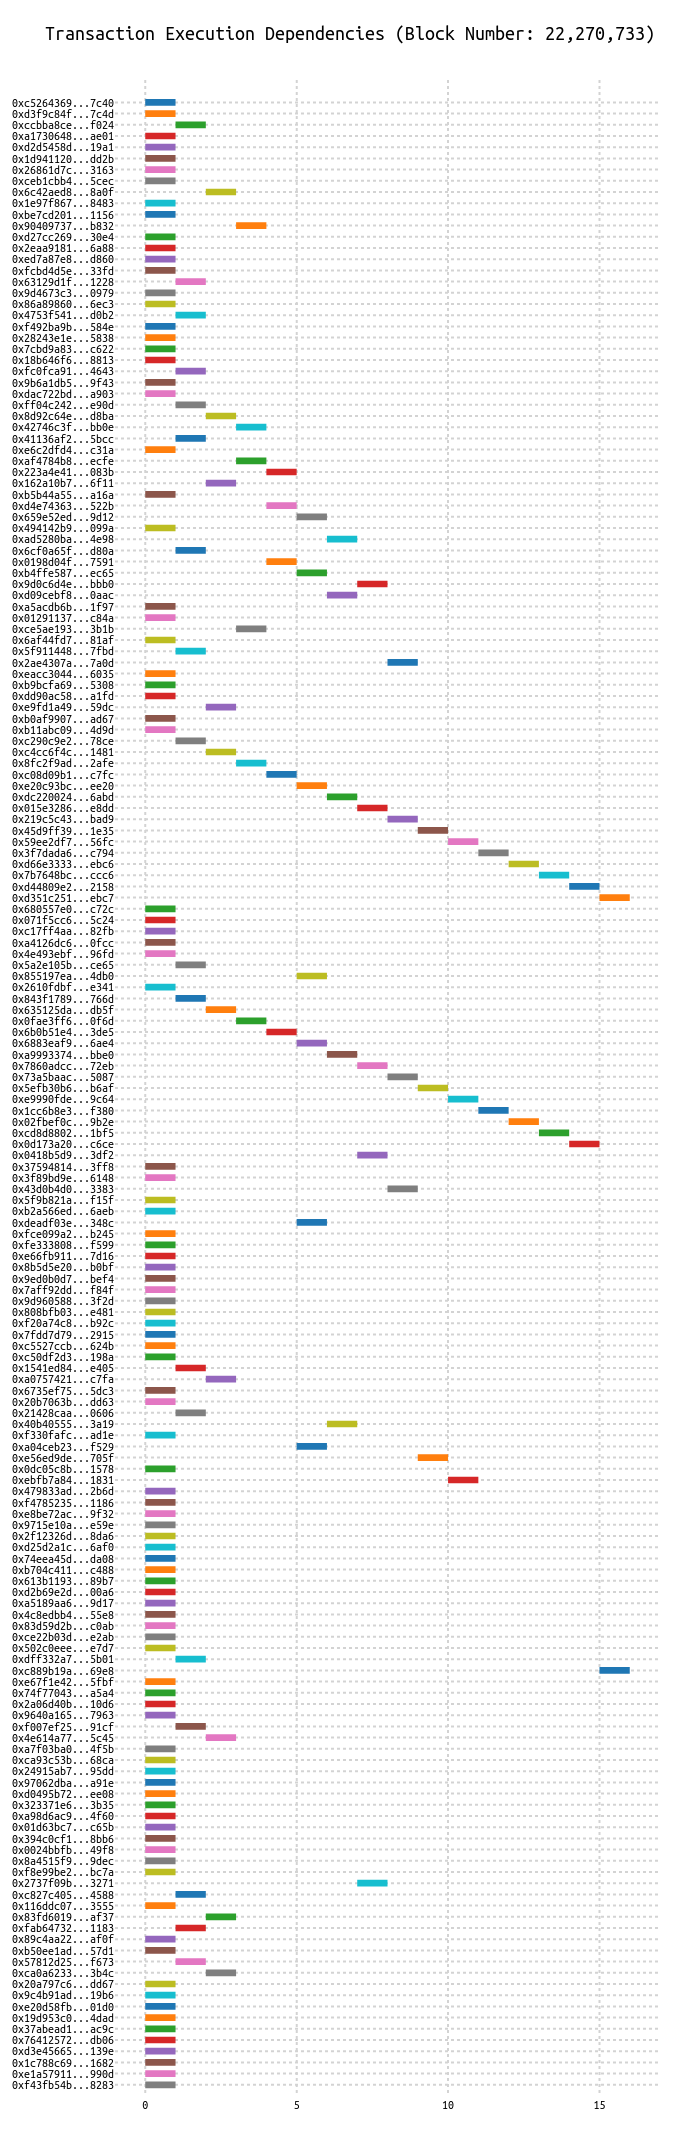 Transaction Execution Dependencies (Block Number: 22,270,733)
0xc5264369...7c40
0xd3f9c84f...7c4d
0xccbba8ce...f024
0xa1730648...ae01
0xd2d5458d...19a1
0x1d941120...dd2b
0x26861d7c...3163
0xceb1cbb4...5cec
0x6c42aed8...8a0f
0x1e97f867...8483
0xbe7cd201...1156
0x90409737...b832
0xd27cc269...30e4
0x2eaa9181...6a88
0xed7a87e8...d860
0xfcbd4d5e...33fd
0x63129d1f...1228
0x9d4673c3...0979
0x86a89860...6ec3
0x4753f541...d0b2
0xf492ba9b...584e
0x28243e1e...5838
0x7cbd9a83...c622
0x18b646f6...8813
0xfc0fca91...4643
0x9b6a1db5...9f43
0xdac722bd...a903
0xff04c242...e90d
0x8d92c64e...d8ba
0x42746c3f...bb0e
0x41136af2...5bcc
0xe6c2dfd4...c31a
0xaf4784b8...ecfe
0x223a4e41...083b
0x162a10b7...6f11
0xb5b44a55...a16a
0xd4e74363...522b
0x659e52ed...9d12
0x494142b9...099a
0xad5280ba...4e98
0x6cf0a65f...d80a
0x0198d04f...7591
0xb4ffe587...ec65
0x9d0c6d4e...bbb0
0xd09cebf8...0aac
0xa5acdb6b...1f97
0x01291137...c84a
0xce5ae193...3b1b
0x6af44fd7...81af
0x5f911448...7fbd
0x2ae4307a...7a0d
0xeacc3044...6035
0xb9bcfa69...5308
0xdd90ac58...a1fd
0xe9fd1a49...59dc
0xb0af9907...ad67
0xb11abc09...4d9d
0xc290c9e2...78ce
0xc4cc6f4c...1481
0x8fc2f9ad...2afe
0xc08d09b1...c7fc
0xe20c93bc...ee20
0xdc220024...6abd
0x015e3286...e8dd
0x219c5c43...bad9
0x45d9ff39...1e35
0x59ee2df7...56fc
0x3f7dada6...c794
0xd66e3333...ebc6
0x7b7648bc...ccc6
0xd44809e2...2158
0xd351c251...ebc7
0x680557e0...c72c
0x071f5cc6...5c24
0xc17ff4aa...82fb
0xa4126dc6...0fcc
0x4e493ebf...96fd
0x5a2e105b...ce65
0x855197ea...4db0
0x2610fdbf...e341
0x843f1789...766d
0x635125da...db5f
0x0fae3ff6...0f6d
0x6b0b51e4...3de5
0x6883eaf9...6ae4
0xa9993374...bbe0
0x7860adcc...72eb
0x73a5baac...5087
0x5efb30b6...b6af
0xe9990fde...9c64
0x1cc6b8e3...f380
0x02fbef0c...9b2e
0xcd8d8802...1bf5
0x0d173a20...c6ce
0x0418b5d9...3df2
0x37594814...3ff8
0x3f89bd9e...6148
0x43d0b4d0...3383
0x5f9b821a...f15f
0xb2a566ed...6aeb
0xdeadf03e...348c
0xfce099a2...b245
0xfe333808...f599
0xe66fb911...7d16
0x8b5d5e20...b0bf
0x9ed0b0d7...bef4
0x7aff92dd...f84f
0x9d960588...3f2d
0x808bfb03...e481
0xf20a74c8...b92c
0x7fdd7d79...2915
0xc5527ccb...624b
0xc50df2d3...198a
0x1541ed84...e405
0xa0757421...c7fa
0x6735ef75...5dc3
0x20b7063b...dd63
0x21428caa...0606
0x40b40555...3a19
0xf330fafc...ad1e
0xa04ceb23...f529
0xe56ed9de...705f
0x0dc05c8b...1578
0xebfb7a84...1831
0x479833ad...2b6d
0xf4785235...1186
0xe8be72ac...9f32
0x9715e10a...e59e
0x2f12326d...8da6
0xd25d2a1c...6af0
0x74eea45d...da08
0xb704c411...c488
0x613b1193...89b7
0xd2b69e2d...00a6
0xa5189aa6...9d17
0x4c8edbb4...55e8
0x83d59d2b...c0ab
0xce22b03d...e2ab
0x502c0eee...e7d7
0xdff332a7...5b01
0xc889b19a...69e8
0xe67f1e42...5fbf
0x74f77043...a5a4
0x2a06d40b...10d6
0x9640a165...7963
0xf007ef25...91cf
0x4e614a77...5c45
0xa7f03ba0...4f5b
0xca93c53b...68ca
0x24915ab7...95dd
0x97062dba...a91e
0xd0495b72...ee08
0x323371e6...3b35
0xa98d6ac9...4f60
0x01d63bc7...c65b
0x394c0cf1...8bb6
0x0024bbfb...49f8
0x8a4515f9...9dec
0xf8e99be2...bc7a
0x2737f09b...3271
0xc827c405...4588
0x116ddc07...3555
0x83fd6019...af37
0xfab64732...1183
0x89c4aa22...af0f
0xb50ee1ad...57d1
0x57812d25...f673
0xca0a6233...3b4c
0x20a797c6...dd67
0x9c4b91ad...19b6
0xe20d58fb...01d0
0x19d953c0...4dad
0x37abead1...ac9c
0x76412572...db06
0xd3e45665...139e
0x1c788c69...1682
0xe1a57911...990d
0xf43fb54b...8283
0 5 10 15